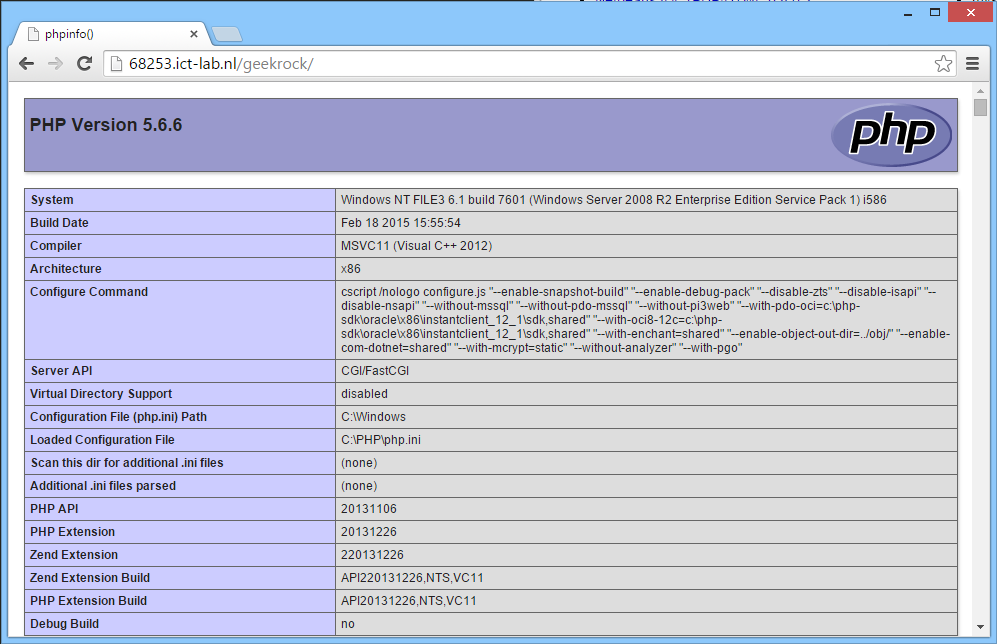 phpinfo()
68253.ict-lab.nl/geekrock/
PHP Version 5.6.6
php
System
Windows NT FILE3 6.1 build 7601 (Windows Server 2008 R2 Enterprise Edition Service Pack 1) i586
Build Date
Feb 18 2015 15:55:54
Compiler
MSVC11 (Visual C++ 2012)
Architecture
x86
Configure Command
cscript /nologo configure.js "--enable-snapshot-build" "--enable-debug-pack" "--disable-zts" "--disable-isapi" "--
disable-nsapi" "--without-mssql" "--without-pdo-mssql" "--without-pi3web" "--with-pdo-oci=c:\php-
sdk\oracle\x86\instantclient_12_1\sdk,shared" "--with-oci8-12c=c:\php-
sdk\oracle\x86\instantclient_12_1\sdk,shared" "--with-enchant=shared" "--enable-object-out-dir=../obj/" "--enable-
com-dotnet=shared" "--with-mcrypt=static" "--without-analyzer" "--with-pgo"
Server API
CGI/FastCGI
Virtual Directory Support
disabled
Configuration File (php.ini) Path
C:\Windows
Loaded Configuration File
C:\PHP\php.ini
Scan this dir for additional .ini files
(none)
Additional .ini files parsed
(none)
PHP API
20131106
PHP Extension
20131226
Zend Extension
220131226
Zend Extension Build
API220131226,NTS,VC11
PHP Extension Build
API20131226,NTS,VC11
Debug Build
no